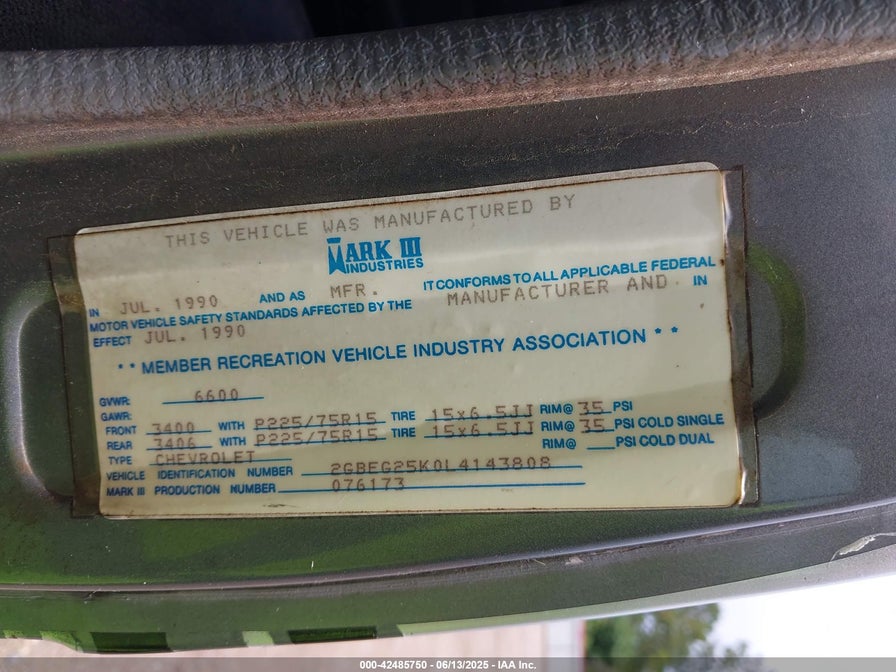 THIS VEHICLE WAS MANUFACTURED BY
MARK III
INDUSTRIES
IN JUL. 1990 AND AS MFR. IT CONFORMS TO ALL APPLICABLE FEDERAL
MOTOR VEHICLE SAFETY STANDARDS AFFECTED BY THE MANUFACTURER AND IN
EFFECT JUL. 1990
** MEMBER RECREATION VEHICLE INDUSTRY ASSOCIATION **
GVWR: 6600
GAWR:
FRONT 3400 WITH P225/75R15 TIRE 15x6.5JJ RIM@ 35 PSI
REAR 3406 WITH P225/75R15 TIRE 15x6.5JJ RIM@ 35 PSI COLD SINGLE
RIM@ PSI COLD DUAL
TYPE CHEVROLET
VEHICLE IDENTIFICATION NUMBER 2GBEG25K0L4143808
MARK III PRODUCTION NUMBER 076173
000-42485750 - 06/13/2025 - IAA Inc.